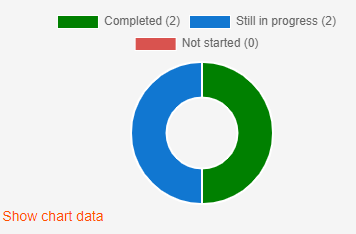 Completed (2) Still in progress (2)
Not started (0)
Show chart data